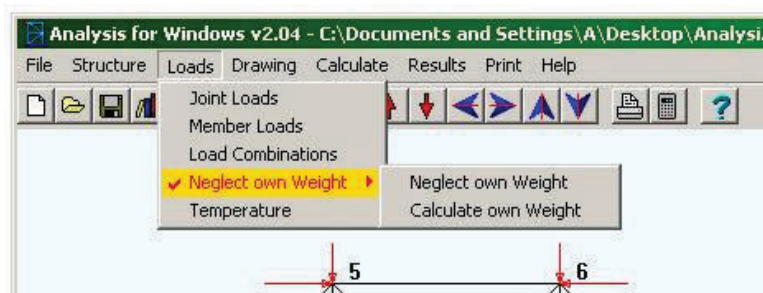 Analysis for Windows v2.04 - C:\Documents and Settings\A\Desktop\Analysi
File Structure Loads Drawing Calculate Results Print Help
Joint Loads
Member Loads
Load Combinations
Neglect own Weight
Temperature
Neglect own Weight
Calculate own Weight
5 6